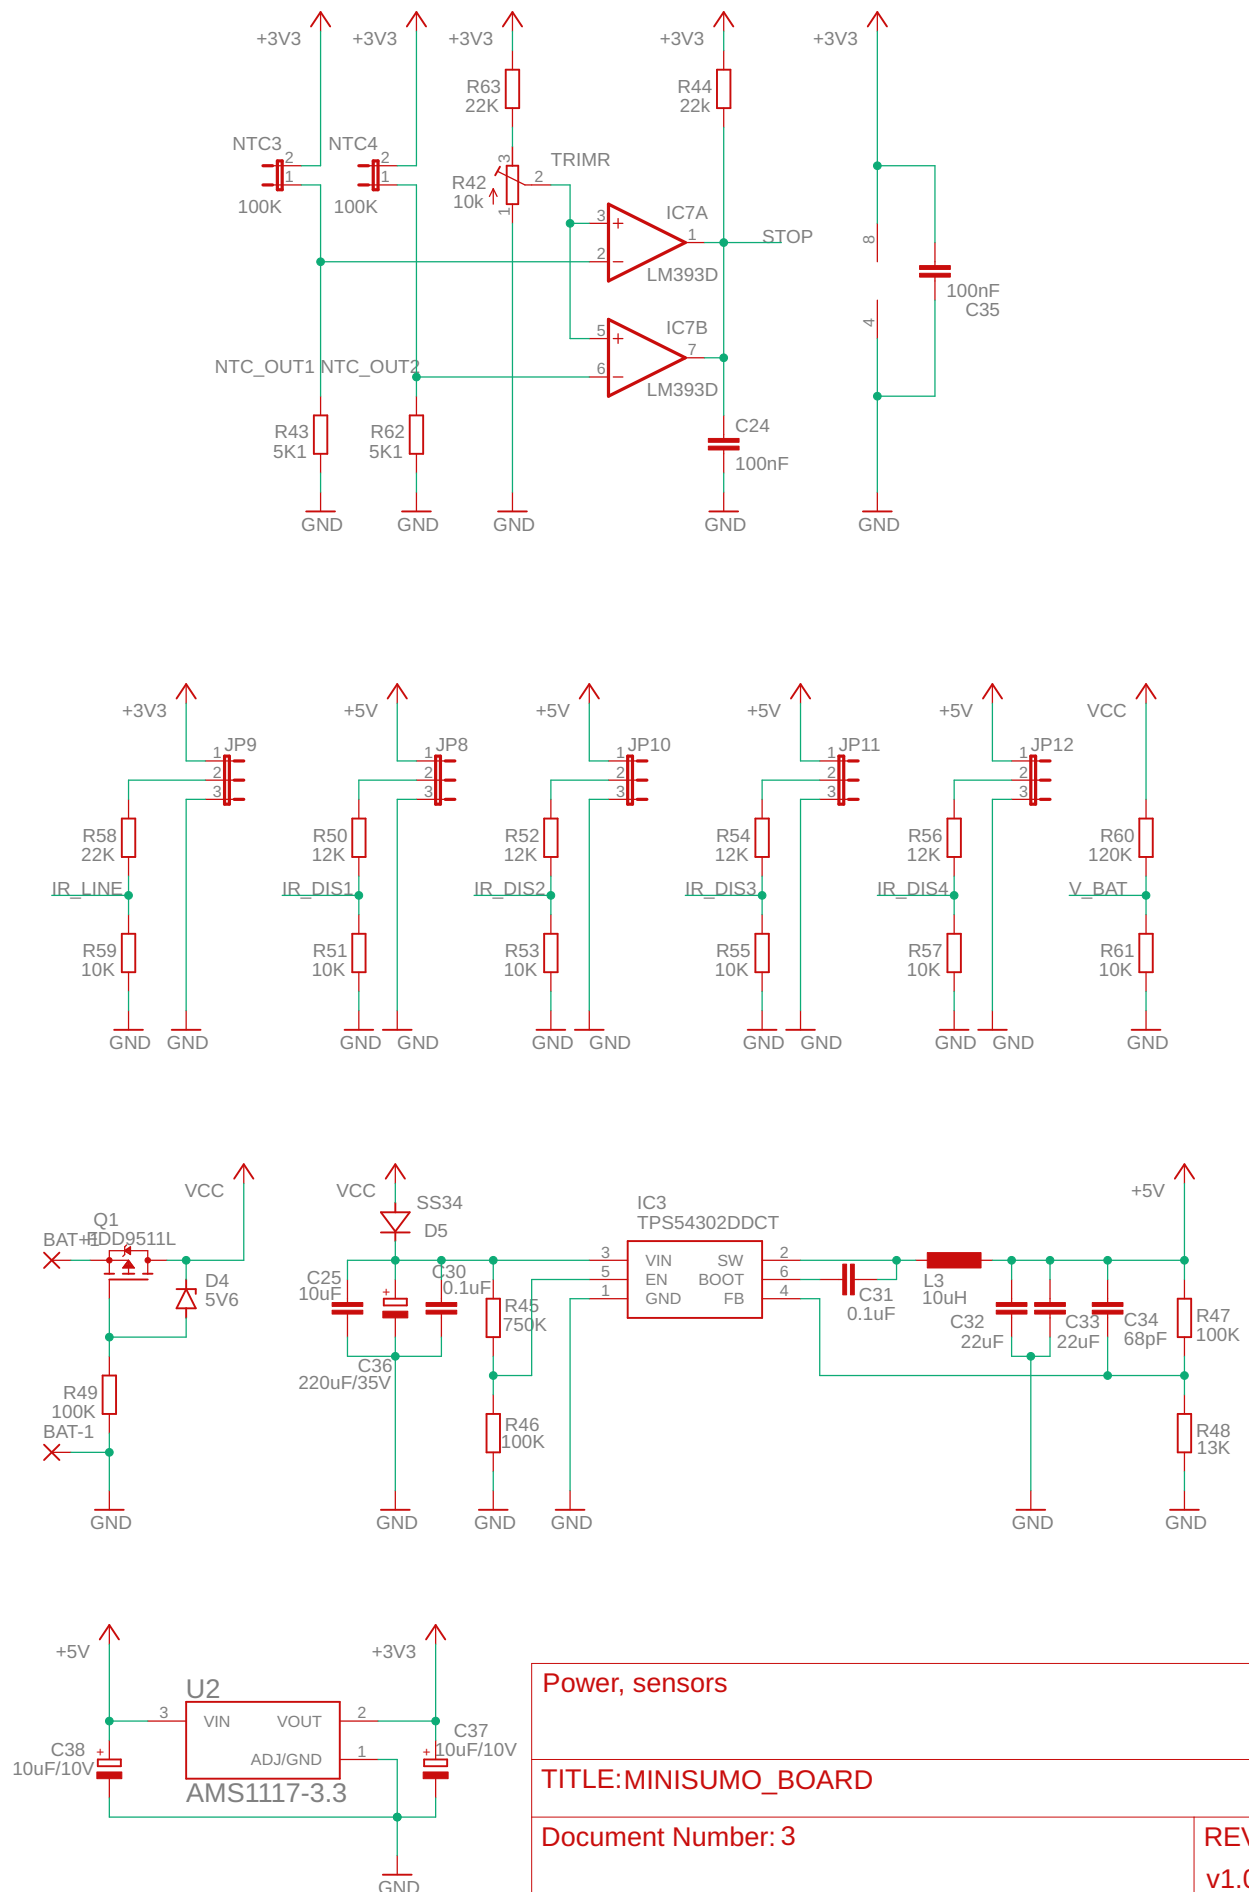 +3V3 +3V3 +3V3 +3V3 +3V3
R63
22K
R44
22k
NTC3
2
1
100K
NTC4
2
1
100K
TRIMR
3
2
1
R42
10k
IC7A
3
2
1
+
-
LM393D
STOP
8
4
100nF
C35
IC7B
5
6
7
+
-
LM393D
NTC_OUT1 NTC_OUT2
R43
5K1
R62
5K1
C24
100nF
GND GND GND GND GND
+3V3 +5V +5V +5V +5V VCC
JP9 JP8 JP10 JP11 JP12
1 1 1 1 1
2 2 2 2 2
3 3 3 3 3
R58 R50 R52 R54 R56 R60
22K 12K 12K 12K 12K 120K
IR_LINE IR_DIS1 IR_DIS2 IR_DIS3 IR_DIS4 V_BAT
R59 R51 R53 R55 R57 R61
10K 10K 10K 10K 10K 10K
GND GND GND GND GND GND GND GND GND GND GND
VCC
Q1
FDD9511L
BAT+1
D4
5V6
R49
100K
BAT-1
GND
VCC
SS34
D5
C25
10uF
+
C36
220uF/35V
C30
0.1uF
R45
750K
R46
100K
IC3
TPS54302DDCT
3 VIN SW 2
5 EN BOOT 6
1 GND FB 4
C31
0.1uF
L3
10uH
C32
22uF
C33
22uF
C34
68pF
+5V
R47
100K
R48
13K
GND GND GND GND GND
+5V
+3V3
U2
3 VIN VOUT 2
ADJ/GND 1
AMS1117-3.3
C38
10uF/10V
+
C37
10uF/10V
+
GND
Power, sensors
TITLE: MINISUMO_BOARD
Document Number: 3
REV
v1.0